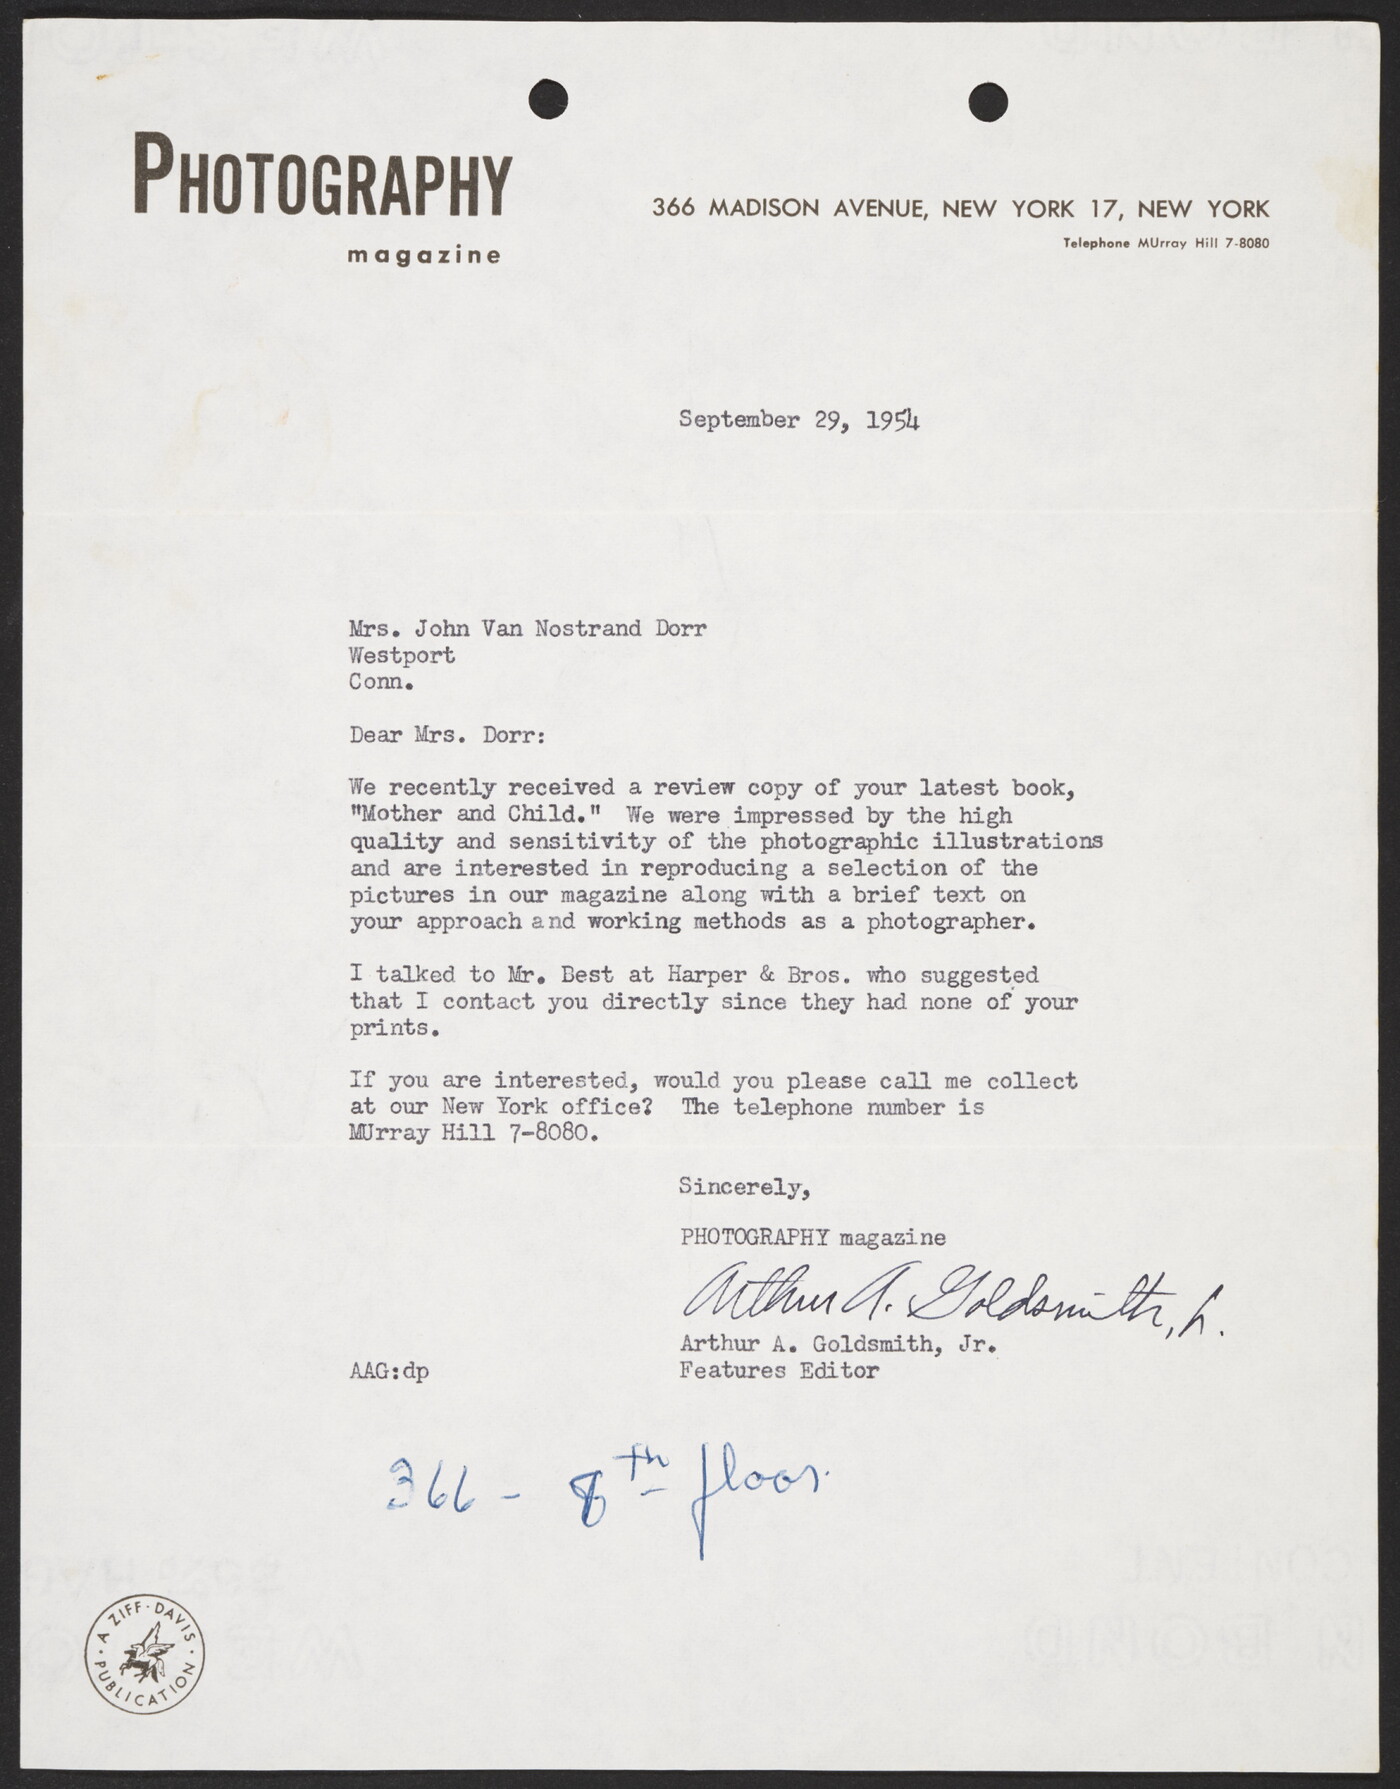 PHOTOGRAPHY
magazine
366 MADISON AVENUE, NEW YORK 17, NEW YORK
Telephone MUrray Hill 7-8080
September 29, 1954
Mrs. John Van Nostrand Dorr
Westport
Conn.
Dear Mrs. Dorr:
We recently received a review copy of your latest book,
"Mother and Child."  We were impressed by the high
quality and sensitivity of the photographic illustrations
and are interested in reproducing a selection of the
pictures in our magazine along with a brief text on
your approach and working methods as a photographer.
I talked to Mr. Best at Harper & Bros. who suggested
that I contact you directly since they had none of your
prints.
If you are interested, would you please call me collect
at our New York office?  The telephone number is
MUrray Hill 7-8080.
Sincerely,
PHOTOGRAPHY magazine
Arthur A. Goldsmith, Jr.
Arthur A. Goldsmith, Jr.
AAG:dp Features Editor
366 - 8th floor.
A ZIFF-DAVIS PUBLICATION